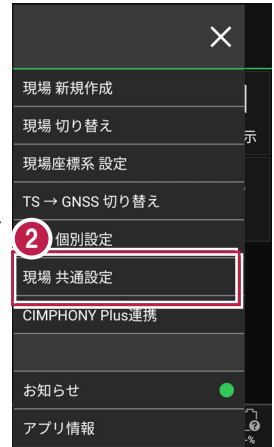 現場 新規作成
現場 切り替え
示
現場座標系 設定
TS → GNSS 切り替え
2
個別設定
現場 共通設定
CIMPHONY Plus連携
お知らせ
アプリ情報
-%